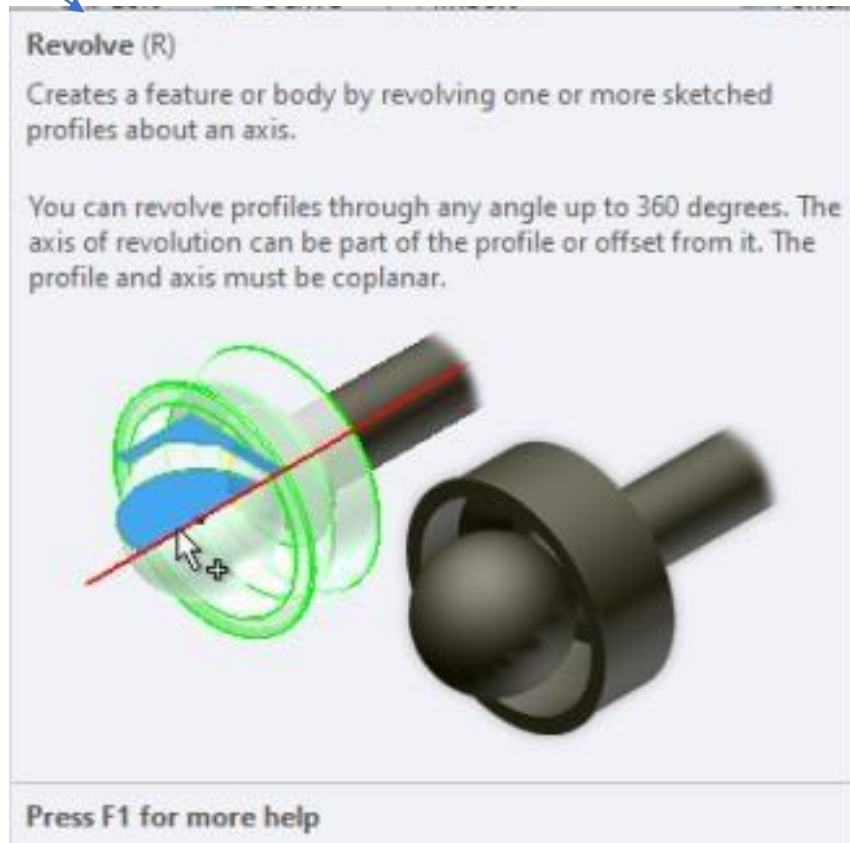 Revolve (R)
Creates a feature or body by revolving one or more sketched
profiles about an axis.
You can revolve profiles through any angle up to 360 degrees. The
axis of revolution can be part of the profile or offset from it. The
profile and axis must be coplanar.
Press F1 for more help